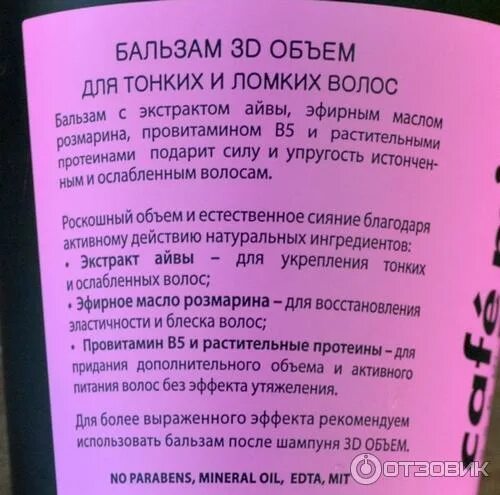 БАЛЬЗАМ 3D ОБЪЕМ
ДЛЯ ТОНКИХ И ЛОМКИХ ВОЛОС
Бальзам с экстрактом айвы, эфирным маслом
розмарина, провитамином В5 и растительными
протеинами подарит силу и упругость истончен-
ным и ослабленным волосам.
Роскошный объем и естественное сияние благодаря
активному действию натуральных ингредиентов:
• Экстракт айвы – для укрепления тонких
и ослабленных волос;
• Эфирное масло розмарина – для восстановления
эластичности и блеска волос;
• Провитамин В5 и растительные протеины – для
придания дополнительного объема и активного
питания волос без эффекта утяжеления.
Для более выраженного эффекта рекомендуем
использовать бальзам после шампуня 3D ОБЪЕМ.
NO PARABENS, MINERAL OIL, EDTA, MIT
café
ОТЗОВИК